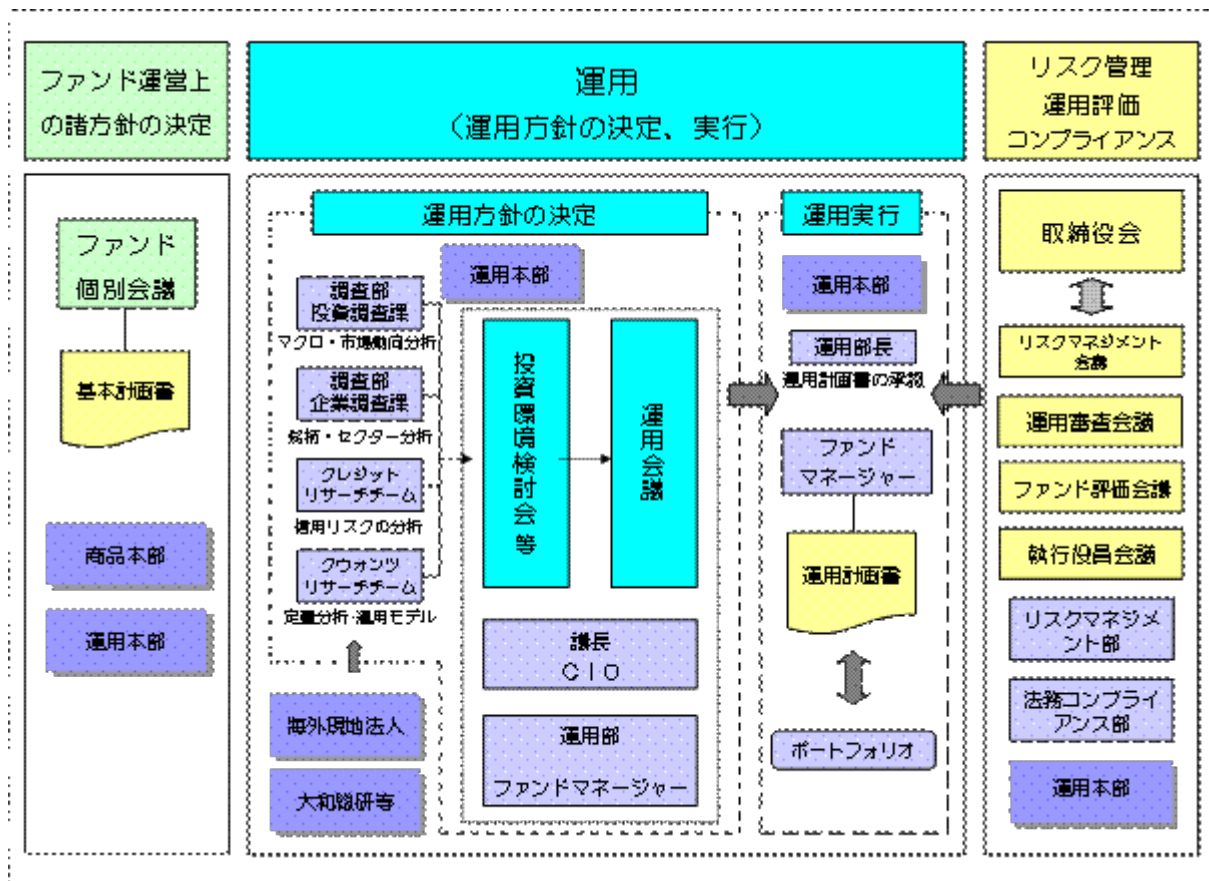 ファンド運営上
の諸方針の決定
運用
(運用方針の決定、実行)
リスク管理
運用評価
コンプライアンス
ファンド
個別会議
基本計画書
商品本部
運用本部
運用方針の決定
運用本部
調査部
投資調査課
マクロ・市場動向分析
調査部
企業調査課
銘柄・セクター分析
クレジット
リサーチチーム
信用リスクの分析
クウォンツ
リサーチチーム
定量分析・運用モデル
海外現地法人
大和総研等
投資環境検討会等
運用会議
議長
CIO
運用部
ファンドマネージャー
運用実行
運用本部
運用部長
運用計画書の承認
ファンド
マネージャー
運用計画書
ポートフォリオ
取締役会
リスクマネジメント
会議
運用審査会議
ファンド評価会議
執行役員会議
リスクマネジメ
ント部
法務コンプライ
アンス部
運用本部